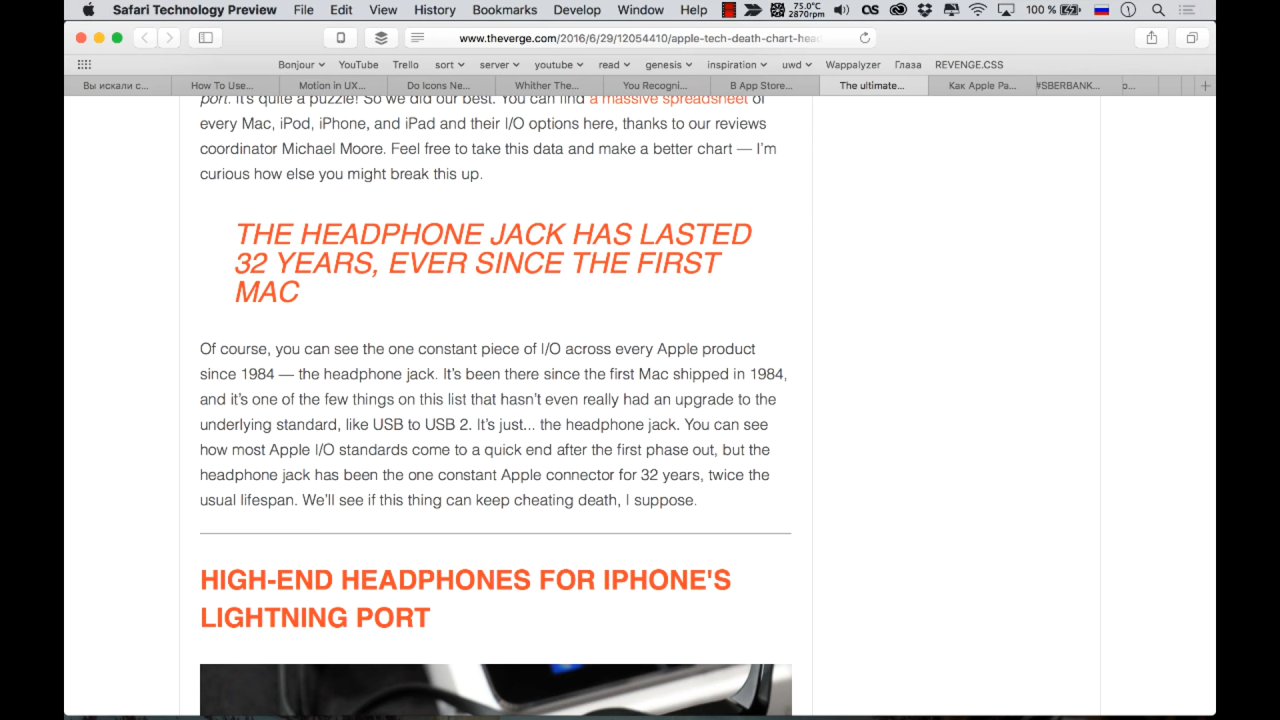 Safari Technology Preview File Edit View History Bookmarks Develop Window Help 75.0°C 2870rpm 100 %
www.theverge.com/2016/6/29/12054410/apple-tech-death-chart-head
Bonjour YouTube Trello sort server youtube read genesis inspiration uwd Wappalyzer Глаза REVENGE.CSS
Вы искали с... How To Use... Motion in UX... Do Icons Ne... Whither The... You Recogni... В App Store... The ultimate... Как Apple Pa... #SBERBANK... р...
port. It's quite a puzzle! So we did our best. You can find a massive spreadsheet of
every Mac, iPod, iPhone, and iPad and their I/O options here, thanks to our reviews
coordinator Michael Moore. Feel free to take this data and make a better chart — I'm
curious how else you might break this up.
THE HEADPHONE JACK HAS LASTED
32 YEARS, EVER SINCE THE FIRST
MAC
Of course, you can see the one constant piece of I/O across every Apple product
since 1984 — the headphone jack. It's been there since the first Mac shipped in 1984,
and it's one of the few things on this list that hasn't even really had an upgrade to the
underlying standard, like USB to USB 2. It's just... the headphone jack. You can see
how most Apple I/O standards come to a quick end after the first phase out, but the
headphone jack has been the one constant Apple connector for 32 years, twice the
usual lifespan. We'll see if this thing can keep cheating death, I suppose.
HIGH-END HEADPHONES FOR IPHONE'S
LIGHTNING PORT